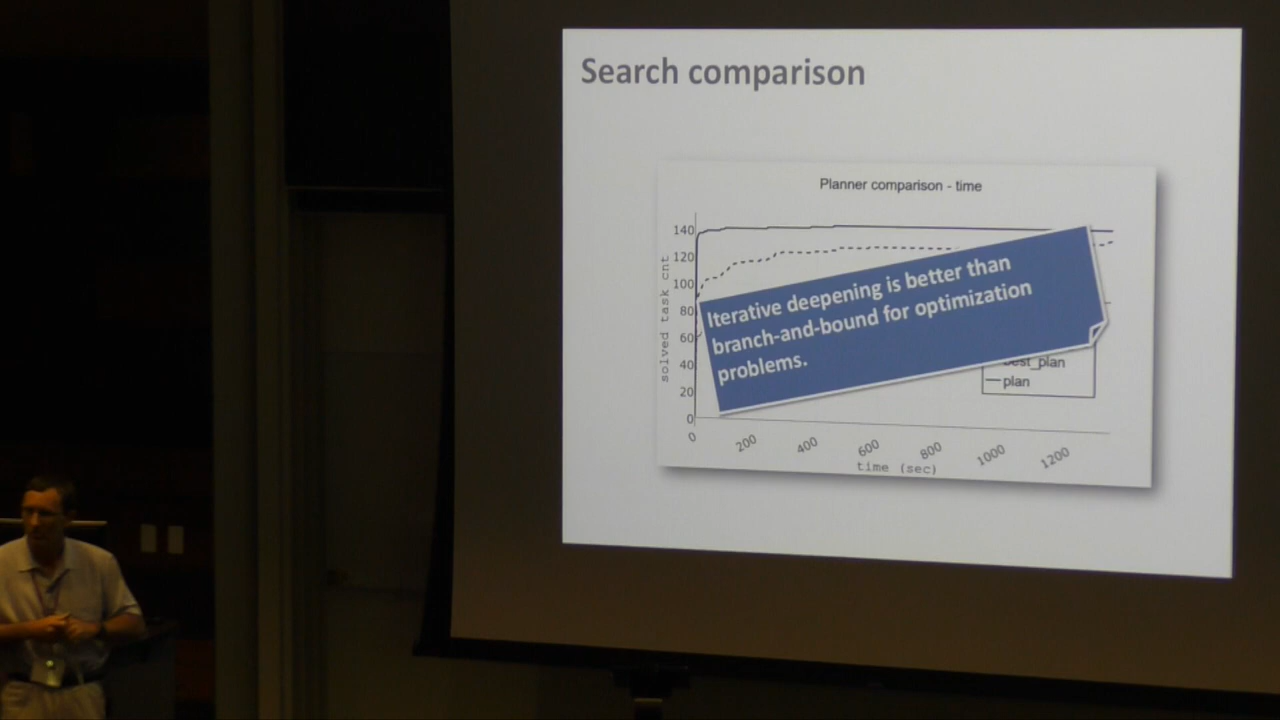 Search comparison
Planner comparison - time
140
120
100
80
60
40
20
0
solved task cnt
Iterative deepening is better than
branch-and-bound for optimization
problems.
best_plan
plan
0
200
400
600
800
1000
1200
time (sec)